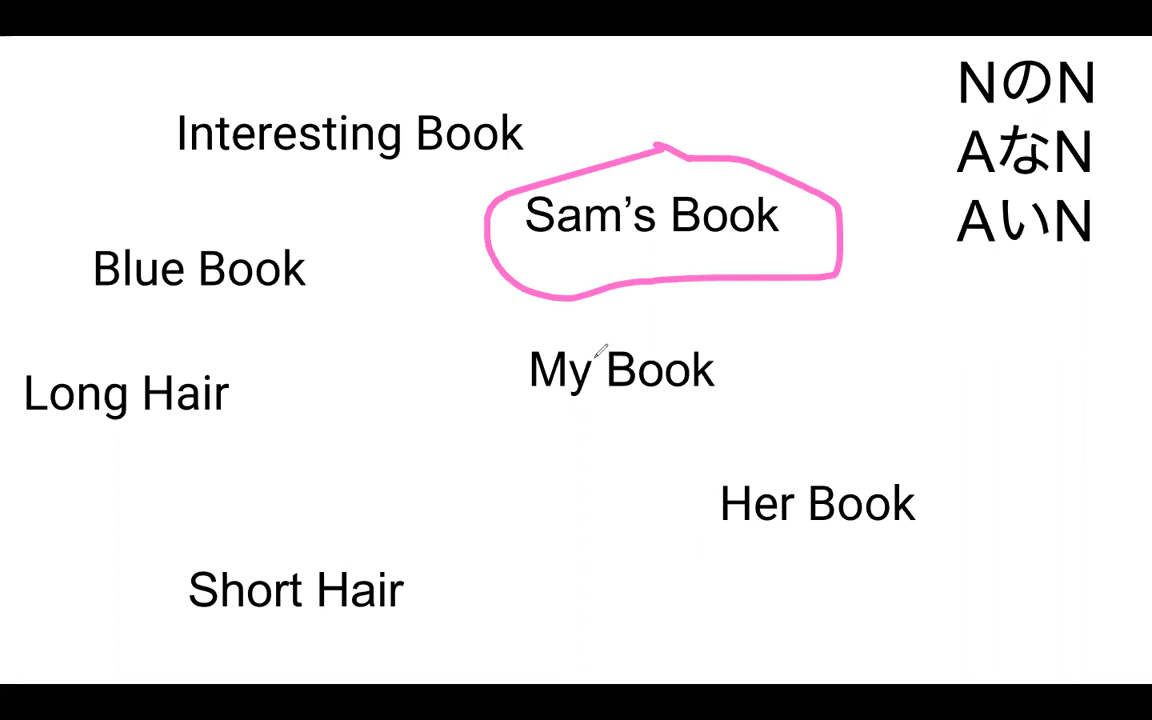 Interesting Book
Sam’s Book
Blue Book
My Book
Long Hair
Her Book
Short Hair
NのN
AなN
AいN